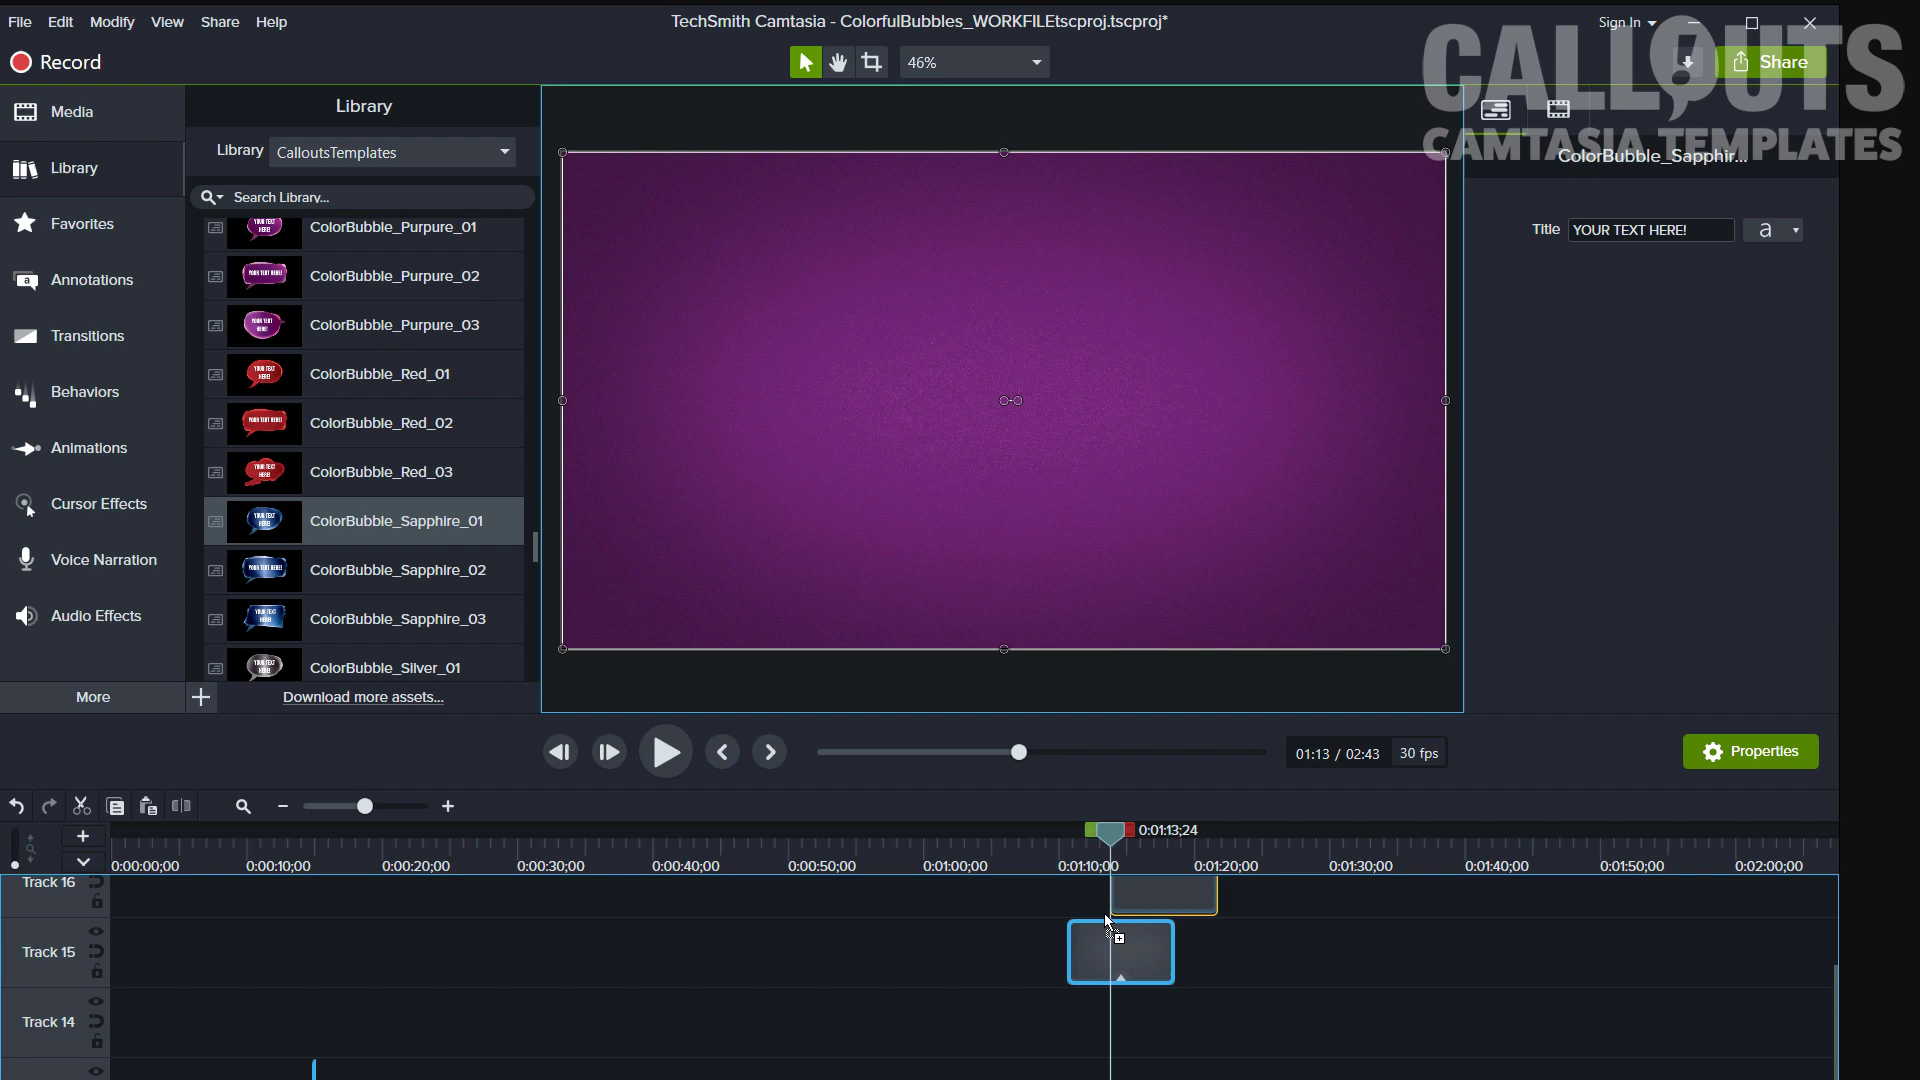 File Edit Modify View Share Help
TechSmith Camtasia - ColorfulBubbles_WORKFILEtscproj.tscproj*
Sign In
Record
46%
Share
CALLOUTS
CAMTASIA TEMPLATES
Media
Library
Favorites
Annotations
Transitions
Behaviors
Animations
Cursor Effects
Voice Narration
Audio Effects
More
Library
Library CalloutsTemplates
Search Library...
ColorBubble_Purpure_01
ColorBubble_Purpure_02
ColorBubble_Purpure_03
ColorBubble_Red_01
ColorBubble_Red_02
ColorBubble_Red_03
ColorBubble_Sapphire_01
ColorBubble_Sapphire_02
ColorBubble_Sapphire_03
ColorBubble_Silver_01
Download more assets...
ColorBubble_Sapphir...
Title YOUR TEXT HERE! a
01:13 / 02:43 30 fps
Properties
0:01:13;24
0:00:00;00 0:00:10;00 0:00:20;00 0:00:30;00 0:00:40;00 0:00:50;00 0:01:00;00 0:01:10;00 0:01:20;00 0:01:30;00 0:01:40;00 0:01:50;00 0:02:00;00
Track 16
Track 15
Track 14